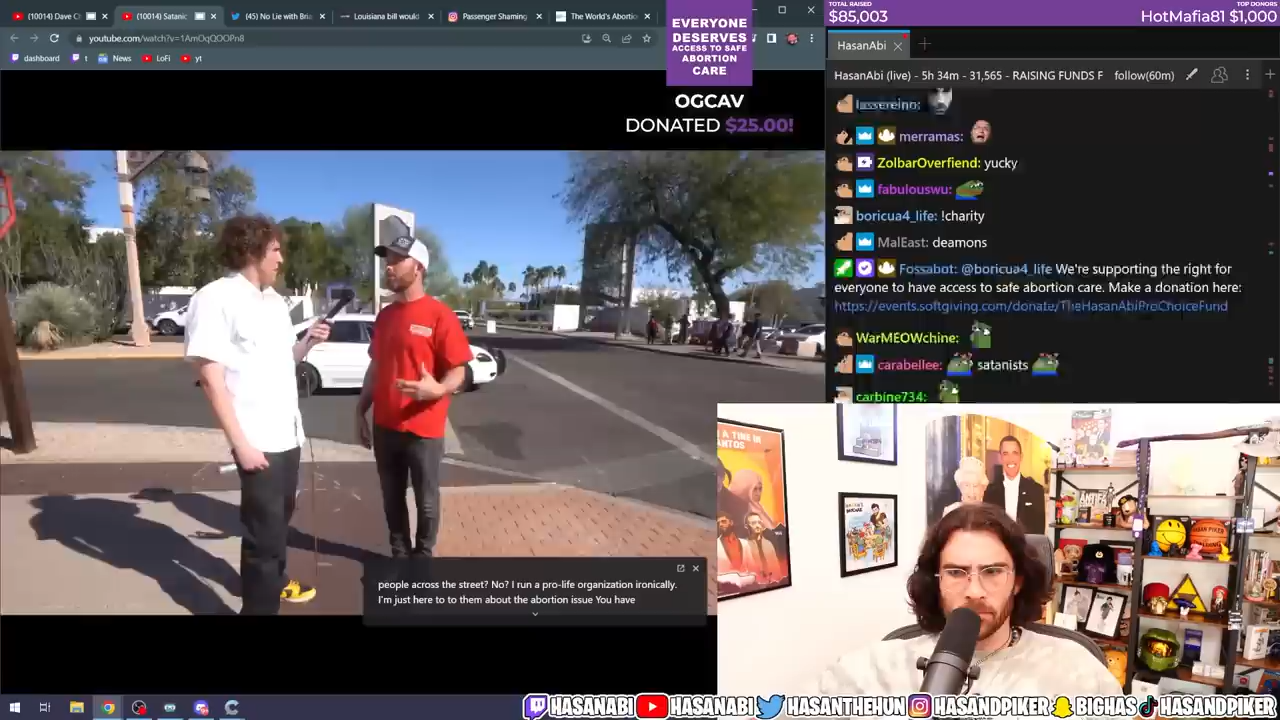 (10014) Dave C
(10014) Satanic
(45) No Lie with Bri
Louisiana bill would
Passenger Shaming
The World's Abortio
youtube.com/watch?v=1AmOqQOOPn8
dashboard
t
News
LoFi
yt
EVERYONE
DESERVES
ACCESS TO SAFE
ABORTION
CARE
OGCAV
DONATED $25.00!
TOTAL RAISED
$85,003
TOP DONORS
HotMafia81 $1,000
HasanAbi
HasanAbi (live) - 5h 34m - 31,565 - RAISING FUNDS F
follow(60m)
merramas:
ZolbarOverfiend: yucky
fabulouswu:
boricua4_life: !charity
MalEast: deamons
Fossabot: @boricua4_life We're supporting the right for
everyone to have access to safe abortion care. Make a donation here:
https://events.softgiving.com/donate/TheHasanAbiProChoiceFund
WarMEOWchine:
carabellee: satanists
carbine734:
people across the street? No? I run a pro-life organization ironically.
I'm just here to to them about the abortion issue You have
HASANABI
HASANABI
HASANTHEHUN
HASANDPIKER
BIGHAS
HASANDPIKER